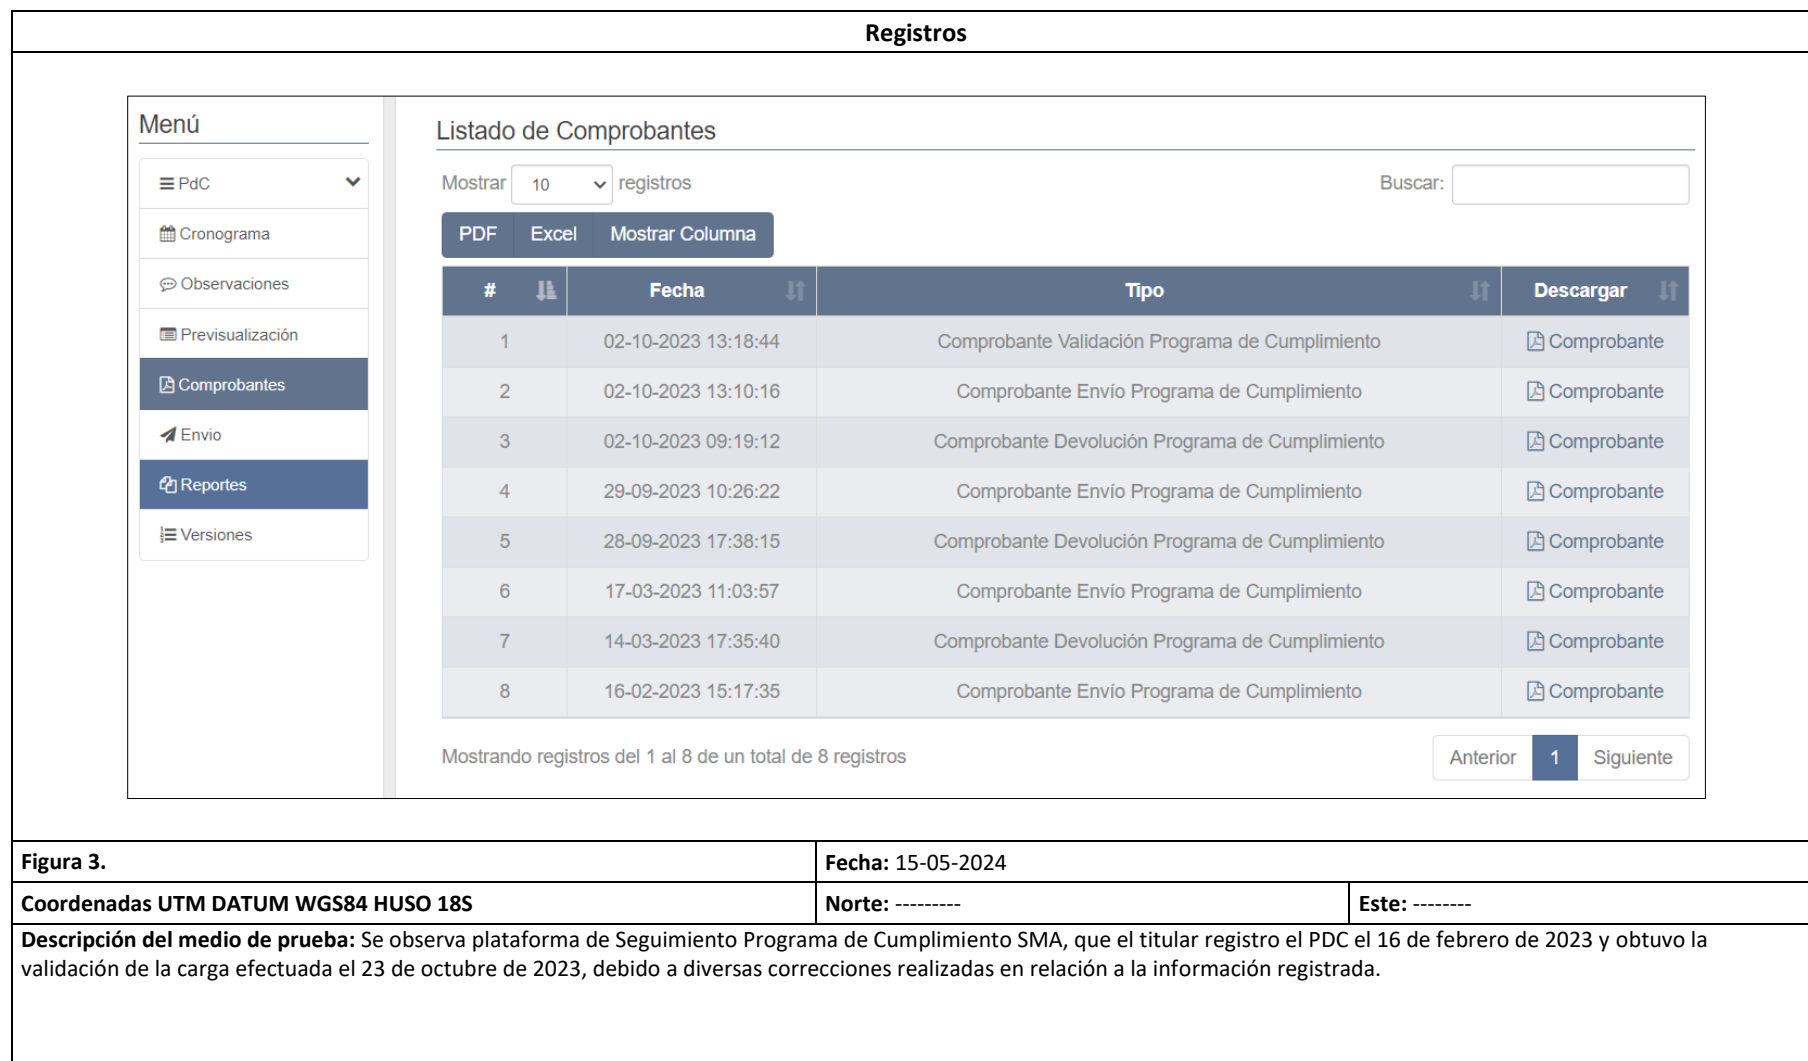 Registros
Menú
PdC
Cronograma
Observaciones
Previsualización
Comprobantes
Envio
Reportes
Versiones
Listado de Comprobantes
Mostrar 10 registros
Buscar:
PDF Excel Mostrar Columna
# Fecha Tipo Descargar
1 02-10-2023 13:18:44 Comprobante Validación Programa de Cumplimiento Comprobante
2 02-10-2023 13:10:16 Comprobante Envío Programa de Cumplimiento Comprobante
3 02-10-2023 09:19:12 Comprobante Devolución Programa de Cumplimiento Comprobante
4 29-09-2023 10:26:22 Comprobante Envío Programa de Cumplimiento Comprobante
5 28-09-2023 17:38:15 Comprobante Devolución Programa de Cumplimiento Comprobante
6 17-03-2023 11:03:57 Comprobante Envío Programa de Cumplimiento Comprobante
7 14-03-2023 17:35:40 Comprobante Devolución Programa de Cumplimiento Comprobante
8 16-02-2023 15:17:35 Comprobante Envío Programa de Cumplimiento Comprobante
Mostrando registros del 1 al 8 de un total de 8 registros
Anterior 1 Siguiente
Figura 3. Fecha: 15-05-2024
Coordenadas UTM DATUM WGS84 HUSO 18S Norte: --------- Este: --------
Descripción del medio de prueba: Se observa plataforma de Seguimiento Programa de Cumplimiento SMA, que el titular registro el PDC el 16 de febrero de 2023 y obtuvo la
validación de la carga efectuada el 23 de octubre de 2023, debido a diversas correcciones realizadas en relación a la información registrada.